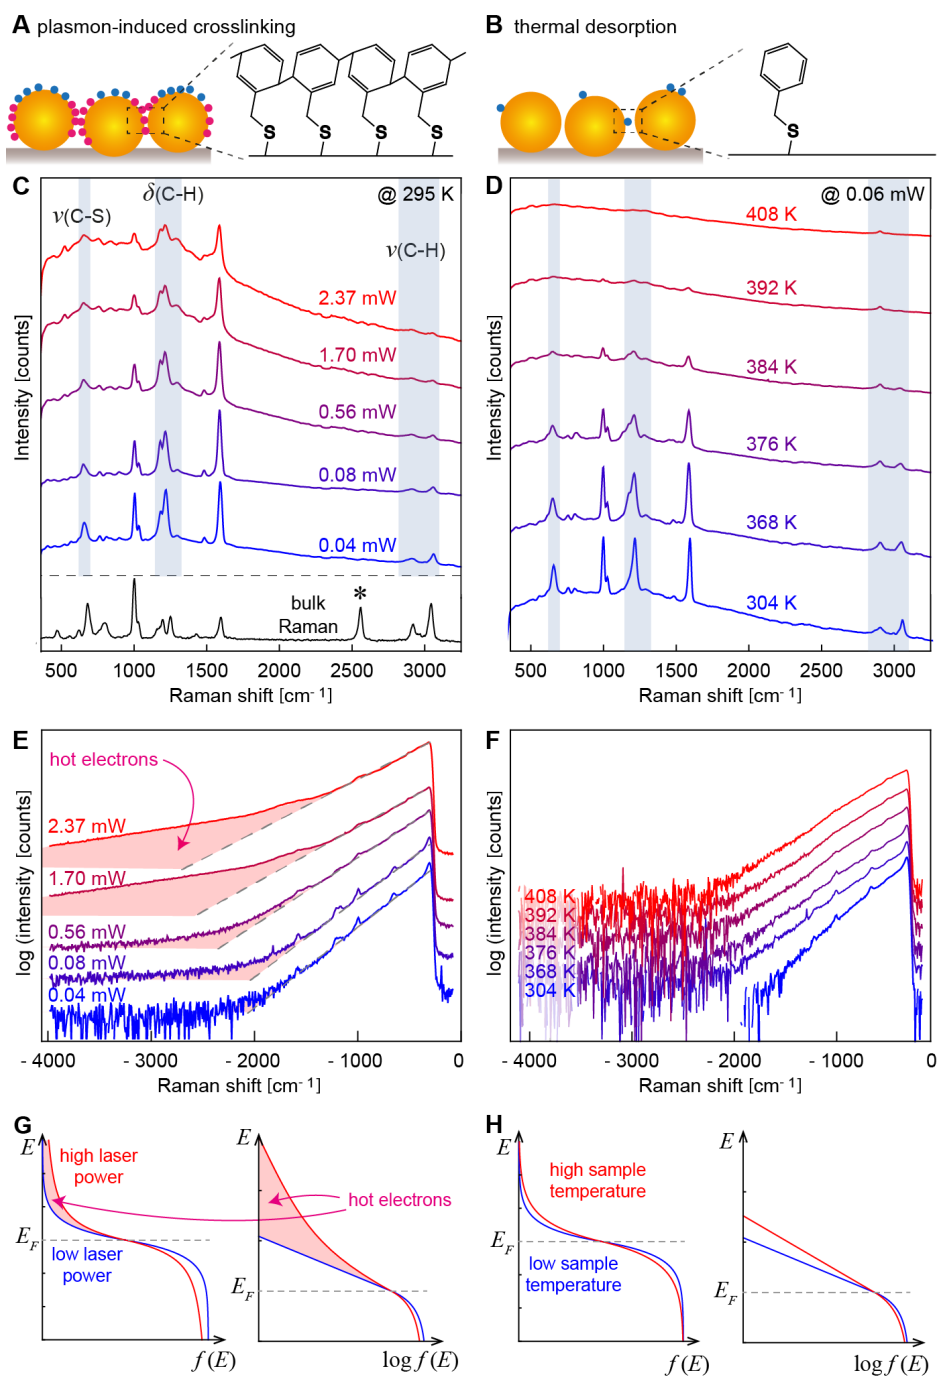 A plasmon-induced crosslinking
S S S S
B thermal desorption
S
C
@ 295 K
ν(C-S)
δ(C-H)
ν(C-H)
2.37 mW
1.70 mW
0.56 mW
0.08 mW
0.04 mW
bulk
Raman
*
Intensity [counts]
500 1000 1500 2000 2500 3000
Raman shift [cm-1]
D
@ 0.06 mW
408 K
392 K
384 K
376 K
368 K
304 K
Intensity [counts]
500 1000 1500 2000 2500 3000
Raman shift [cm-1]
E
hot electrons
2.37 mW
1.70 mW
0.56 mW
0.08 mW
0.04 mW
log (intensity [counts])
-4000 -3000 -2000 -1000 0
Raman shift [cm-1]
F
408 K
392 K
384 K
376 K
368 K
304 K
log (intensity [counts])
-4000 -3000 -2000 -1000 0
Raman shift [cm-1]
G
E
high laser
power
EF
low laser
power
f(E)
E
hot electrons
EF
log f(E)
H
E
high sample
temperature
EF
low sample
temperature
f(E)
E
EF
log f(E)